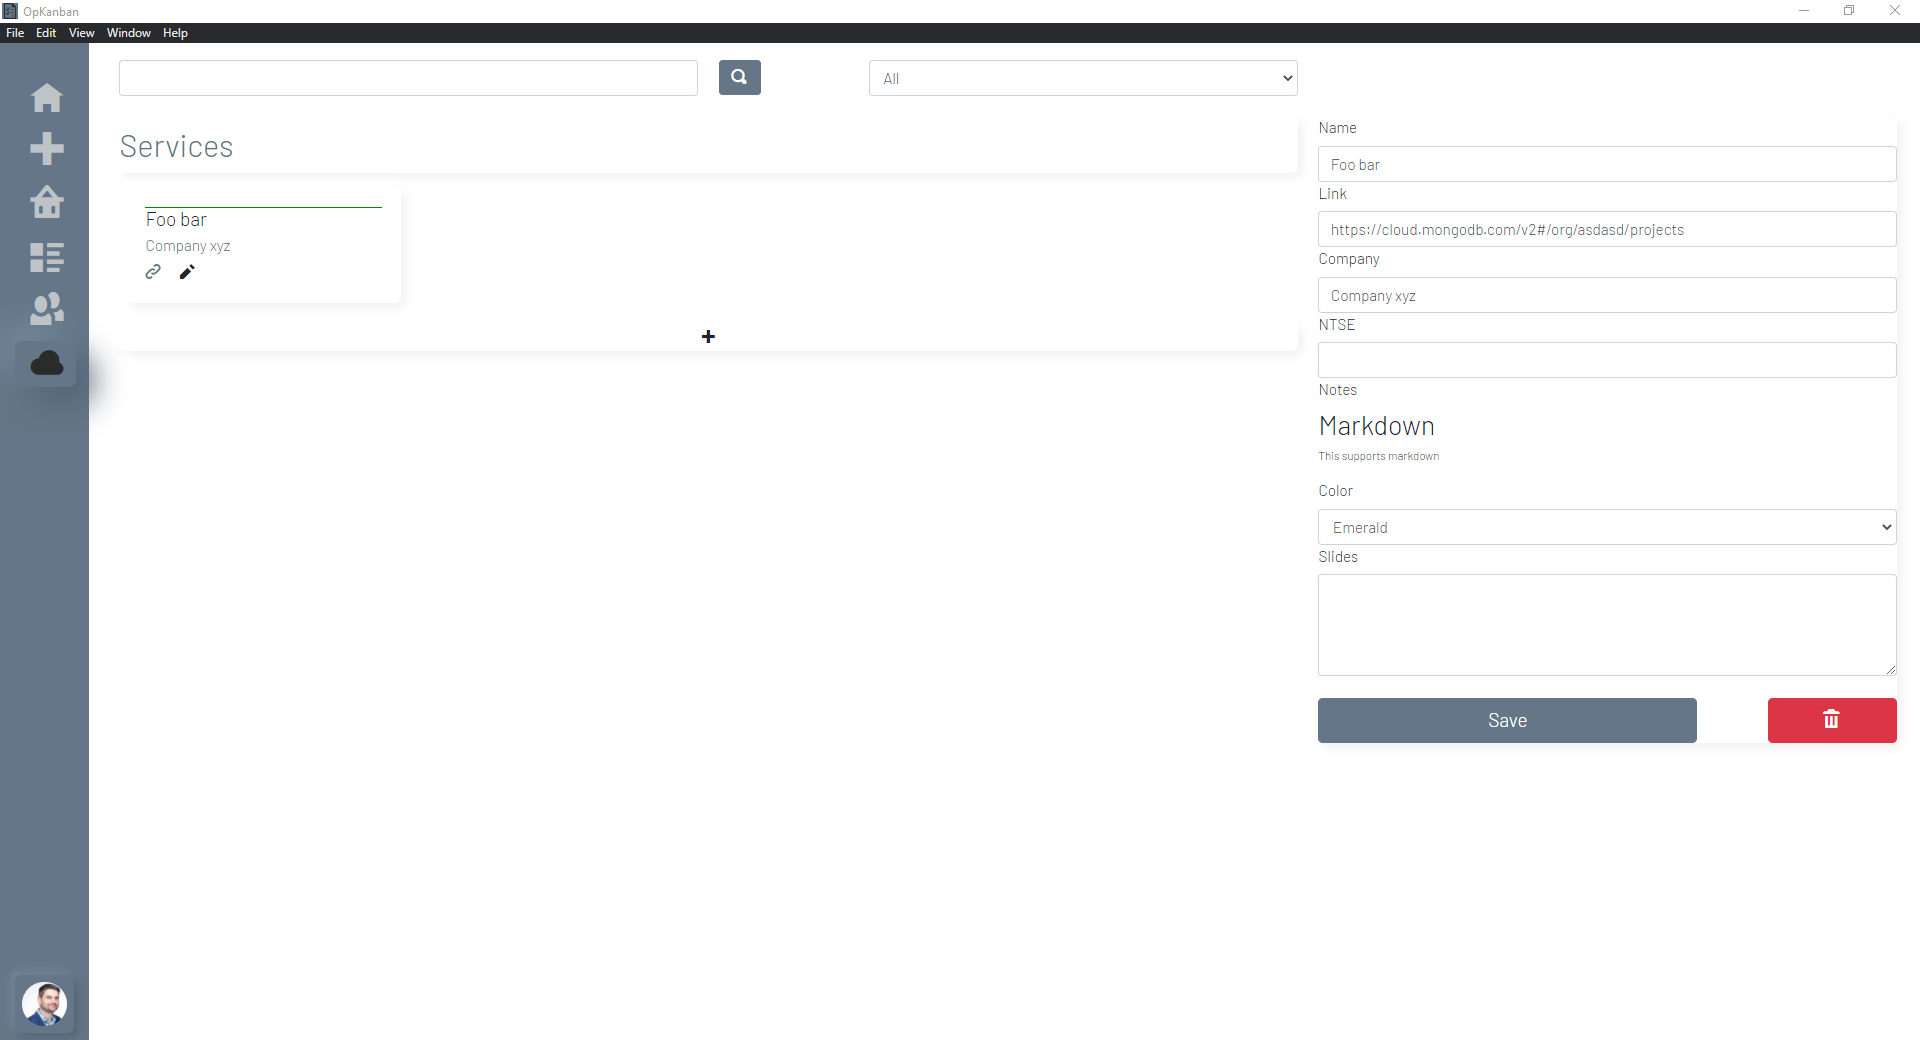 OpKanban
File Edit View Window Help
All
Services
Foo bar
Company xyz
Name
Foo bar
Link
https://cloud.mongodb.com/v2#/org/asdasd/projects
Company
Company xyz
NTSE
Notes
Markdown
This supports markdown
Color
Emerald
Slides
Save